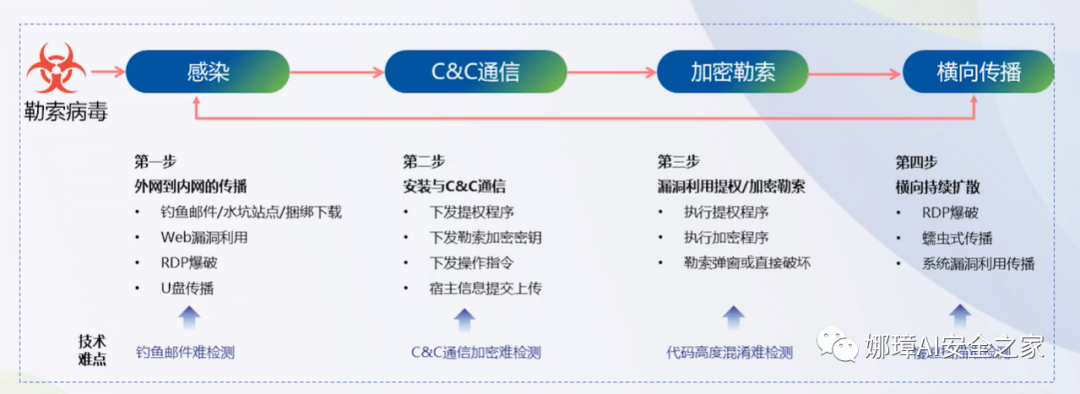 勒索病毒
感染
C&C通信
加密勒索
横向传播
第一步
外网到内网的传播
• 钓鱼邮件/水坑站点/捆绑下载
• Web漏洞利用
• RDP爆破
• U盘传播
第二步
安装与C&C通信
• 下发提权程序
• 下发勒索加密密钥
• 下发操作指令
• 宿主信息提交上传
第三步
漏洞利用提权/加密勒索
• 执行提权程序
• 执行加密程序
• 勒索弹窗或直接破坏
第四步
横向持续扩散
• RDP爆破
• 蠕虫式传播
• 系统漏洞利用传播
技术
难点
钓鱼邮件难检测
C&C通信加密难检测
代码高度混淆难检测
娜璋AI安全之家